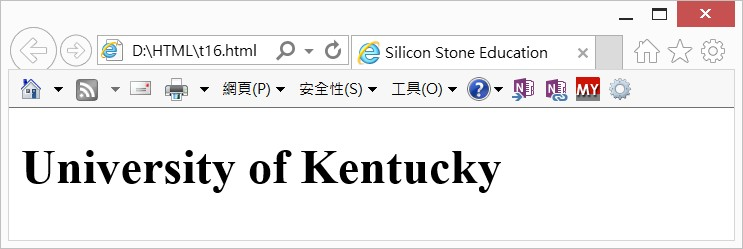 D:\HTML\t16.html
Silicon Stone Education
網頁(P) 安全性(S) 工具(O) ? N N MY
University of Kentucky